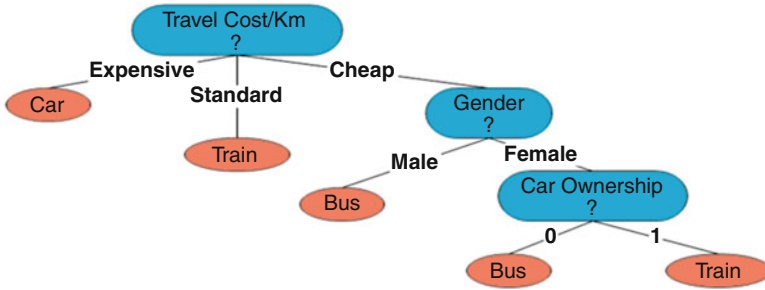 Travel Cost/Km
?
Expensive
Cheap
Standard
Car
Gender
?
Train
Male
Female
Bus
Car Ownership
?
0
1
Bus
Train